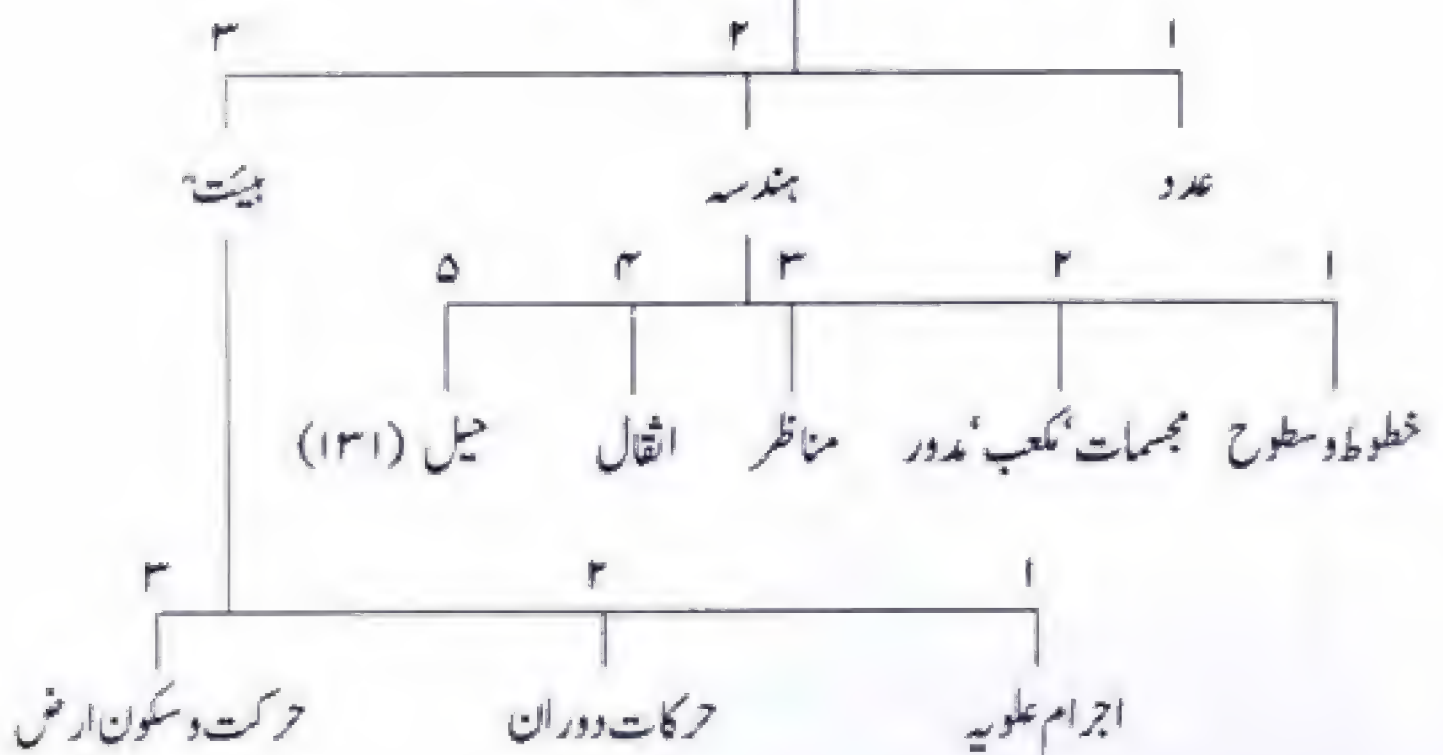 ۱ ۲ ۳
عدد ہندسہ ہیئت
۱ ۲ ۳ ۴ ۵
خطوط و سطوح مجسمات ‘مکعب ‘مدور مناظر اثقال حیل (۱۳۱)
۱ ۲ ۳
اجرام علویہ حرکات و دوران حرکت و سکون ارض